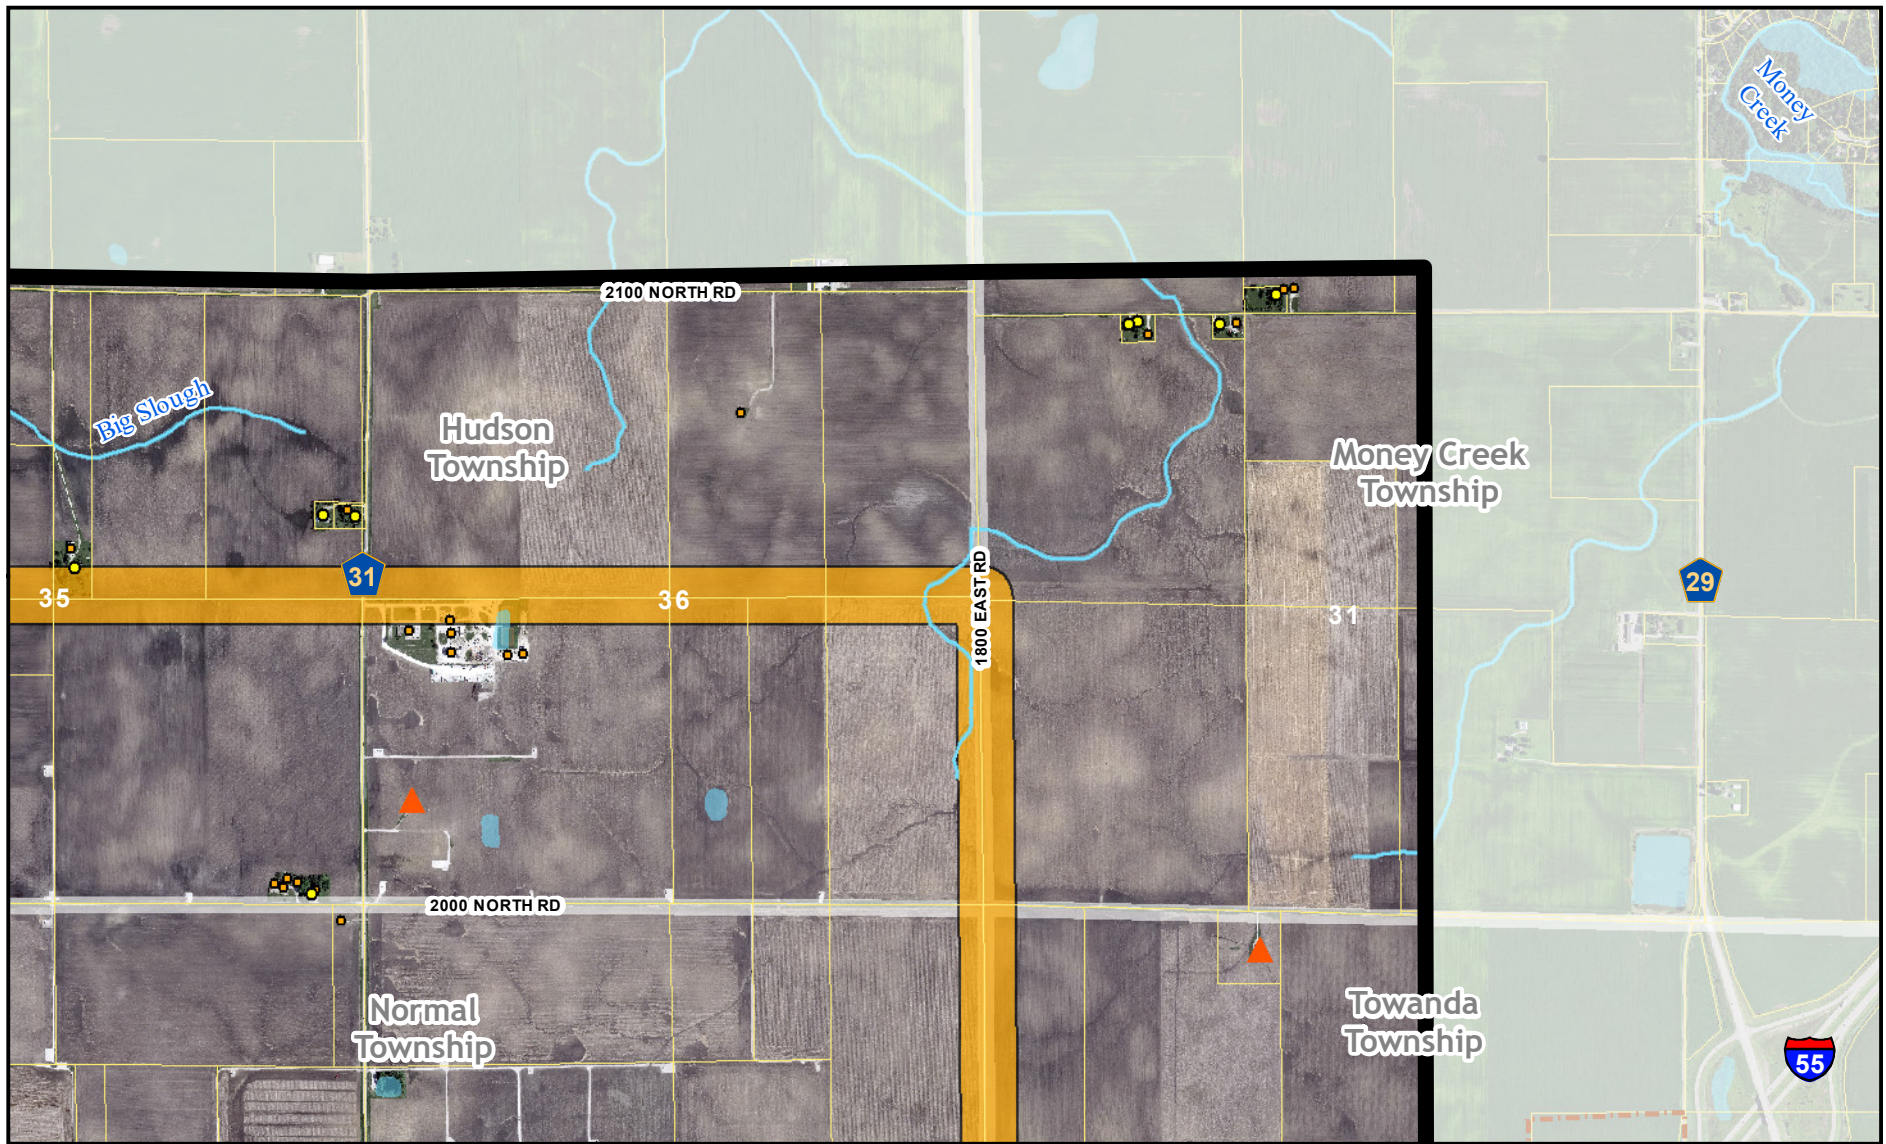 Money
Creek
2100 NORTH RD
Big Slough
Hudson
Township
Money Creek
Township
31
29
35
36
1800 EAST RD
31
2000 NORTH RD
Normal
Township
Towanda
Township
55